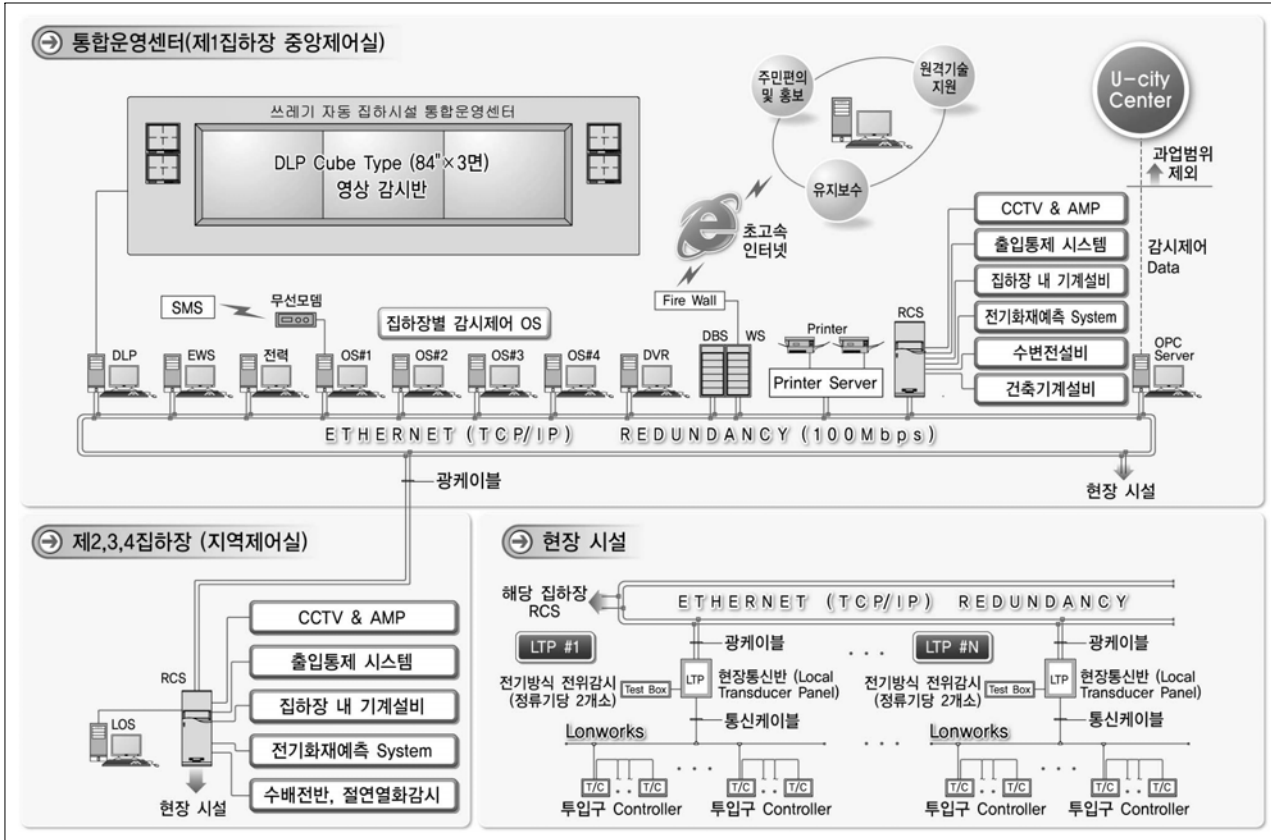 통합운영센터(제1집하장 중앙제어실)
쓰레기 자동 집하시설 통합운영센터
DLP Cube Type (84"×3면)
영상 감시반
주민편의
및 홍보
원격기술
지원
유지보수
U-city
Center
과업범위
제외
초고속
인터넷
CCTV & AMP
출입통제 시스템
집하장 내 기계설비
전기화재예측 System
수변전설비
건축기계설비
감시제어
Data
SMS
무선모뎀
집하장별 감시제어 OS
Fire Wall
DLP
EWS
전력
OS#1
OS#2
OS#3
OS#4
DVR
DBS
WS
Printer
Printer Server
RCS
OPC
Server
ETHERNET (TCP/IP) REDUNDANCY (100Mbps)
광케이블
현장 시설
제2,3,4집하장 (지역제어실)
CCTV & AMP
출입통제 시스템
집하장 내 기계설비
전기화재예측 System
수배전반, 절연열화감시
RCS
LOS
현장 시설
현장 시설
해당 집하장
RCS
ETHERNET (TCP/IP) REDUNDANCY
LTP #1
광케이블
전기방식 전위감시
(정류기당 2개소)
Test Box
LTP
현장통신반 (Local
Transducer Panel)
통신케이블
Lonworks
T/C
T/C
T/C
T/C
투입구 Controller
투입구 Controller
LTP #N
광케이블
전기방식 전위감시
(정류기당 2개소)
Test Box
LTP
현장통신반 (Local
Transducer Panel)
통신케이블
Lonworks
T/C
T/C
T/C
T/C
투입구 Controller
투입구 Controller